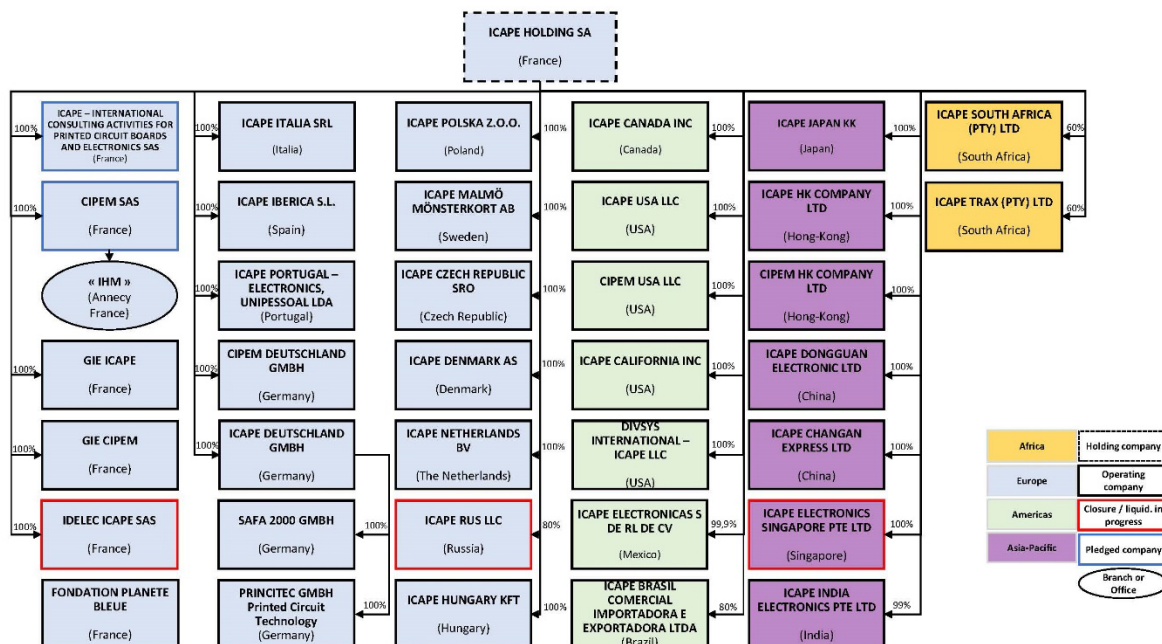 ICAPE HOLDING SA
(France)
100%
ICAPE – INTERNATIONAL
CONSULTING ACTIVITIES FOR
PRINTED CIRCUIT BOARDS
AND ELECTRONICS SAS
(France)
100%
CIPEM SAS
(France)
« IHM »
(Annecy
France)
100%
GIE ICAPE
(France)
100%
GIE CIPEM
(France)
100%
IDELEC ICAPE SAS
(France)
FONDATION PLANETE
BLEUE
(France)
100%
ICAPE ITALIA SRL
(Italia)
100%
ICAPE IBERICA S.L.
(Spain)
100%
ICAPE PORTUGAL –
ELECTRONICS,
UNIPESSOAL LDA
(Portugal)
100%
CIPEM DEUTSCHLAND
GMBH
(Germany)
100%
ICAPE DEUTSCHLAND
GMBH
(Germany)
SAFA 2000 GMBH
(Germany)
100%
PRINCITEC GMBH
Printed Circuit
Technology
(Germany)
100%
ICAPE POLSKA Z.O.O.
(Poland)
100%
ICAPE MALMÖ
MÖNSTERKORT AB
(Sweden)
100%
ICAPE CZECH REPUBLIC
SRO
(Czech Republic)
100%
ICAPE DENMARK AS
(Denmark)
100%
ICAPE NETHERLANDS
BV
(The Netherlands)
100%
ICAPE RUS LLC
(Russia)
80%
ICAPE HUNGARY KFT
(Hungary)
100%
ICAPE CANADA INC
(Canada)
100%
ICAPE USA LLC
(USA)
100%
CIPEM USA LLC
(USA)
100%
ICAPE CALIFORNIA INC
(USA)
100%
DIVSYS
INTERNATIONAL –
ICAPE LLC
(USA)
100%
ICAPE ELECTRONICAS S
DE RL DE CV
(Mexico)
99,9%
ICAPE BRASIL
COMERCIAL
IMPORTADORA E
EXPORTADORA LTDA
(Brazil)
80%
ICAPE JAPAN KK
(Japan)
100%
ICAPE HK COMPANY
LTD
(Hong-Kong)
100%
CIPEM HK COMPANY
LTD
(Hong-Kong)
100%
ICAPE DONGGUAN
ELECTRONIC LTD
(China)
100%
ICAPE CHANGAN
EXPRESS LTD
(China)
100%
ICAPE ELECTRONICS
SINGAPORE PTE LTD
(Singapore)
100%
ICAPE INDIA
ELECTRONICS PTE LTD
(India)
99%
ICAPE SOUTH AFRICA
(PTY) LTD
(South Africa)
60%
ICAPE TRAX (PTY) LTD
(South Africa)
60%
Africa
Holding company
Europe
Operating
company
Americas
Closure / liquid. in
progress
Asia-Pacific
Pledged company
Branch or
Office